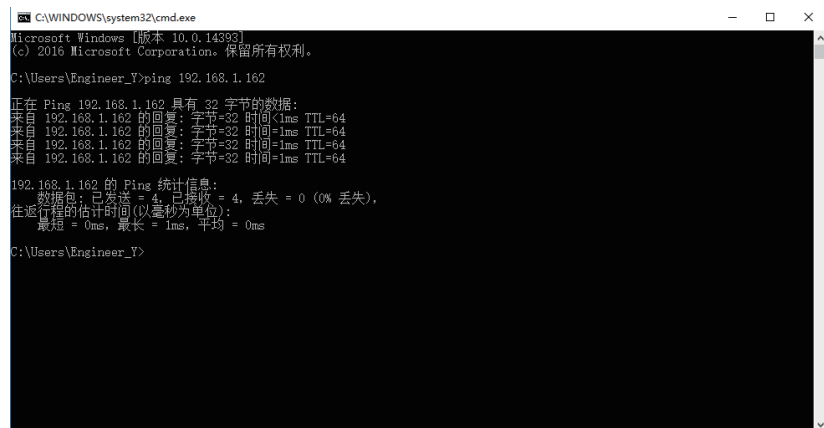 C:\WINDOWS\system32\cmd.exe
Microsoft Windows [版本 10.0.14393]
(c) 2016 Microsoft Corporation。保留所有权利。
C:\Users\Engineer_Y>ping 192.168.1.162
正在 Ping 192.168.1.162 具有 32 字节的数据:
来自 192.168.1.162 的回复: 字节=32 时间<1ms TTL=64
来自 192.168.1.162 的回复: 字节=32 时间=1ms TTL=64
来自 192.168.1.162 的回复: 字节=32 时间=1ms TTL=64
来自 192.168.1.162 的回复: 字节=32 时间=1ms TTL=64
192.168.1.162 的 Ping 统计信息:
数据包: 已发送 = 4，已接收 = 4，丢失 = 0 (0% 丢失)，
往返行程的估计时间(以毫秒为单位):
最短 = 0ms，最长 = 1ms，平均 = 0ms
C:\Users\Engineer_Y>